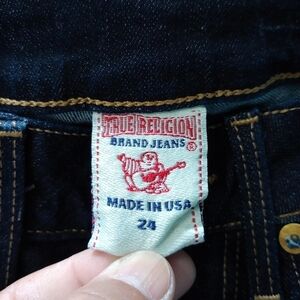 TRUE RELIGION
BRAND JEANS ®
MADE IN USA
24